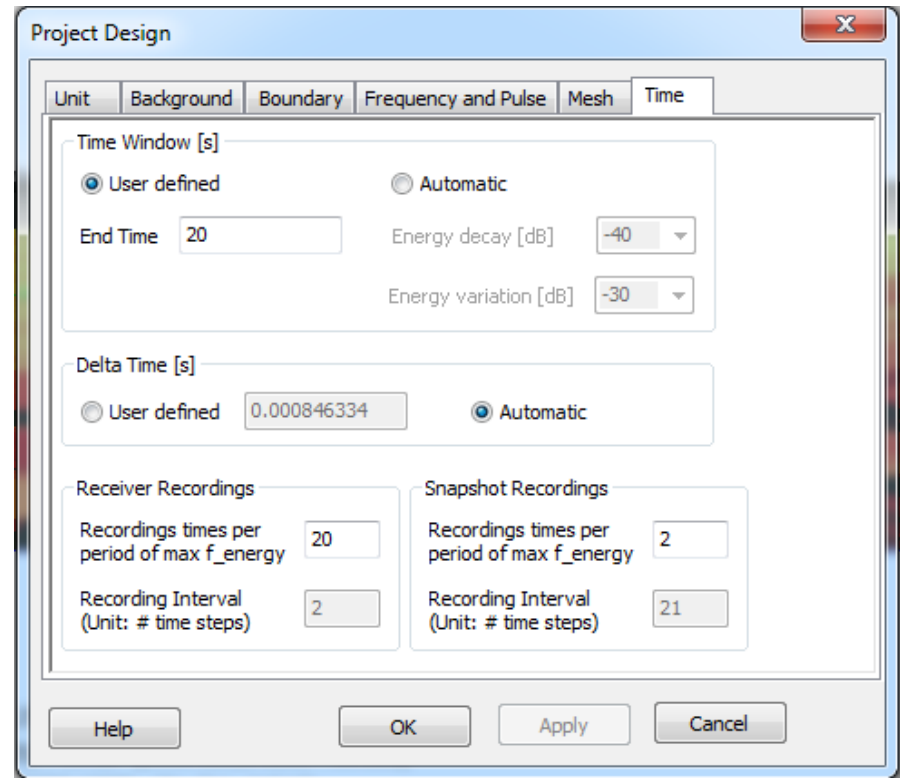 Project Design
Unit Background Boundary Frequency and Pulse Mesh Time
Time Window [s]
User defined Automatic
End Time 20 Energy decay [dB] -40
Energy variation [dB] -30
Delta Time [s]
User defined 0.000846334 Automatic
Receiver Recordings
Recordings times per
period of max f_energy
20
Recording Interval
(Unit: # time steps)
2
Snapshot Recordings
Recordings times per
period of max f_energy
2
Recording Interval
(Unit: # time steps)
21
Help OK Apply Cancel